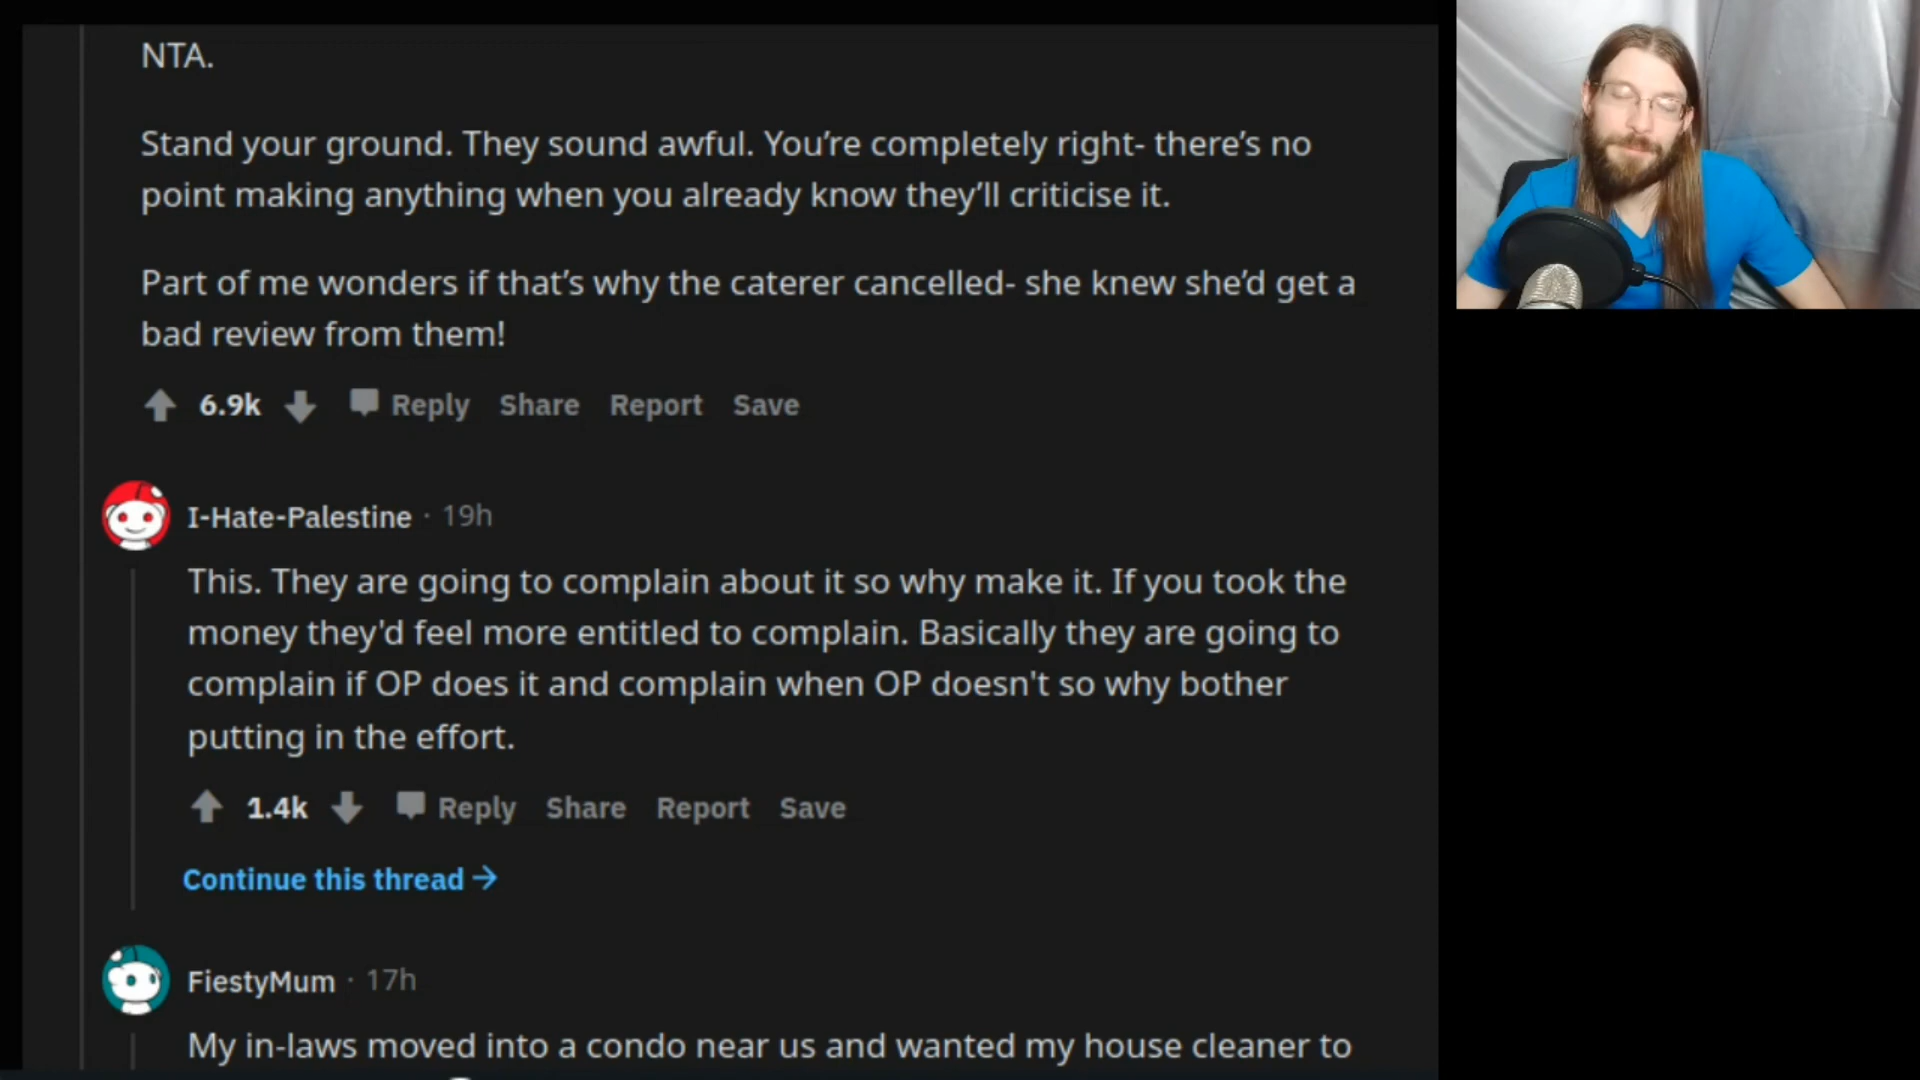 NTA.
Stand your ground. They sound awful. You’re completely right- there’s no
point making anything when you already know they’ll criticise it.
Part of me wonders if that’s why the caterer cancelled- she knew she’d get a
bad review from them!
6.9k Reply Share Report Save
I-Hate-Palestine · 19h
This. They are going to complain about it so why make it. If you took the
money they'd feel more entitled to complain. Basically they are going to
complain if OP does it and complain when OP doesn't so why bother
putting in the effort.
1.4k Reply Share Report Save
Continue this thread →
FiestyMum · 17h
My in-laws moved into a condo near us and wanted my house cleaner to